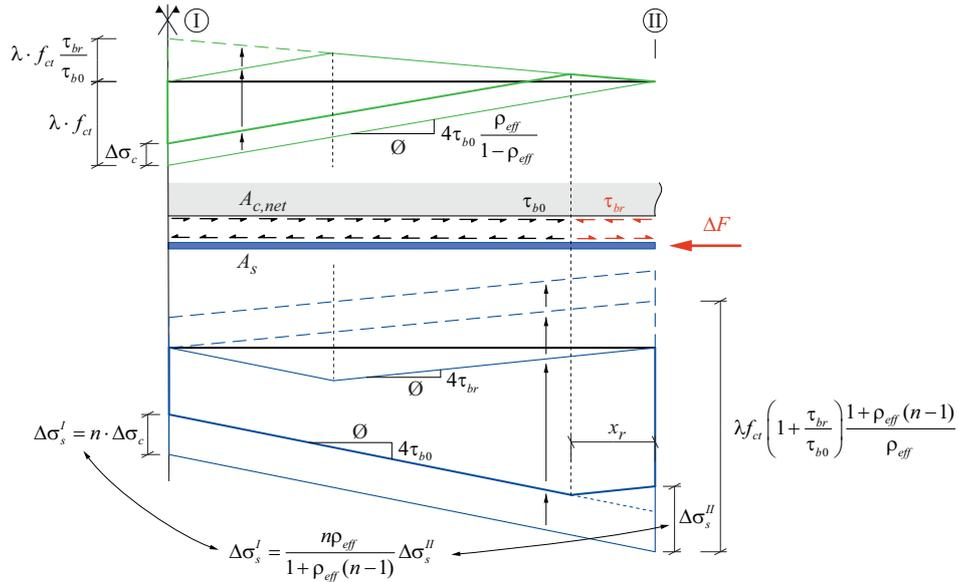 I
II
λ · f_ct τ_br/τ_b0
λ · f_ct
Δσ_c
Ø
4τ_b0 ρ_eff/(1−ρ_eff)
A_c,net
τ_b0
τ_br
ΔF
A_s
Ø
4τ_br
Δσ_s^I = n · Δσ_c
Ø
4τ_b0
x_r
λf_ct (1 + τ_br/τ_b0) (1+ρ_eff(n−1))/ρ_eff
Δσ_s^II
Δσ_s^I = nρ_eff/(1+ρ_eff(n−1)) Δσ_s^II